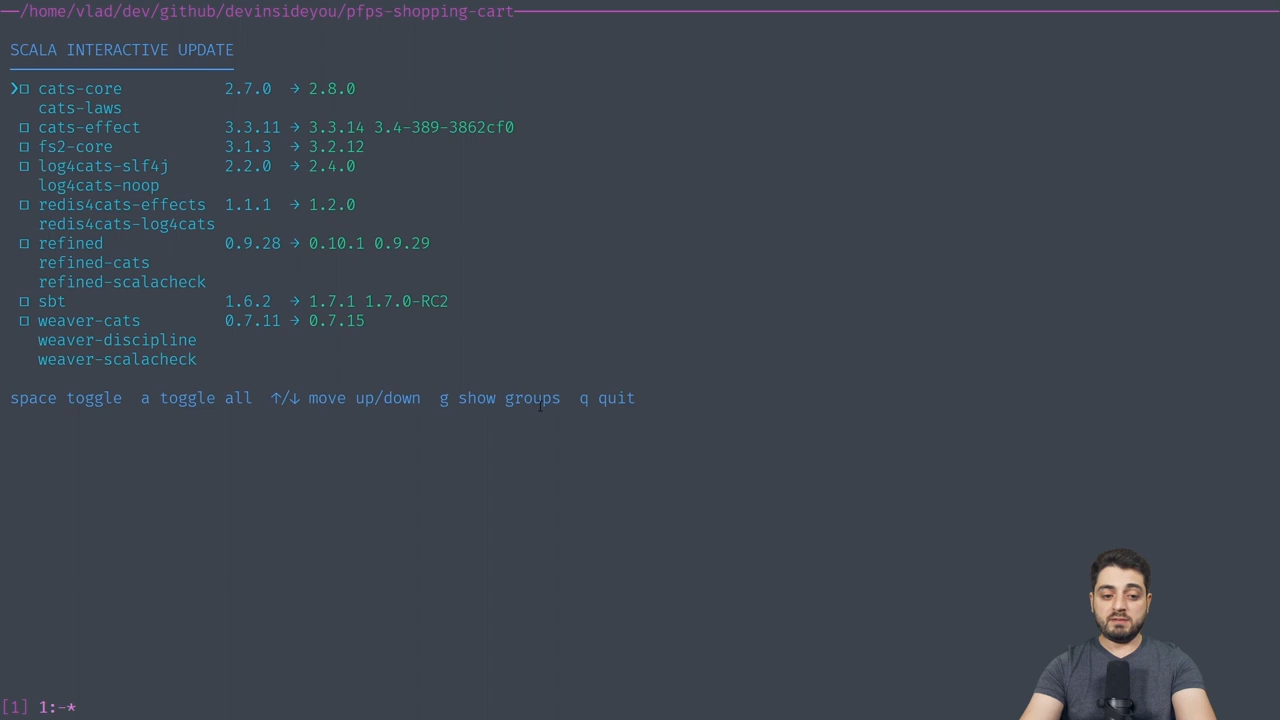 /home/vlad/dev/github/devinsideyou/pfps-shopping-cart
SCALA INTERACTIVE UPDATE
❯□ cats-core 2.7.0 → 2.8.0
cats-laws
□ cats-effect 3.3.11 → 3.3.14 3.4-389-3862cf0
□ fs2-core 3.1.3 → 3.2.12
□ log4cats-slf4j 2.2.0 → 2.4.0
log4cats-noop
□ redis4cats-effects 1.1.1 → 1.2.0
redis4cats-log4cats
□ refined 0.9.28 → 0.10.1 0.9.29
refined-cats
refined-scalacheck
□ sbt 1.6.2 → 1.7.1 1.7.0-RC2
□ weaver-cats 0.7.11 → 0.7.15
weaver-discipline
weaver-scalacheck
space toggle a toggle all ↑/↓ move up/down g show groups q quit
[1] 1:-*